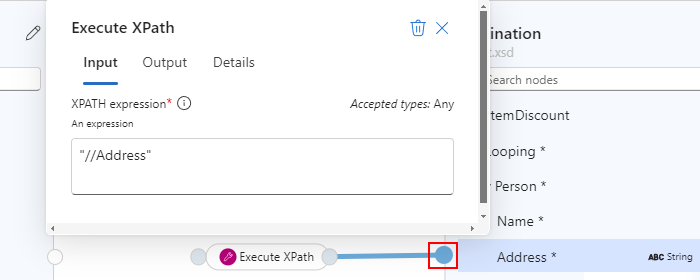 Execute XPath
Input Output Details
XPATH expression* Accepted types: Any
An expression
"//Address"
Execute XPath
ination
t.xsd
Search nodes
temDiscount
ooping *
Person *
Name *
Address * ABC String